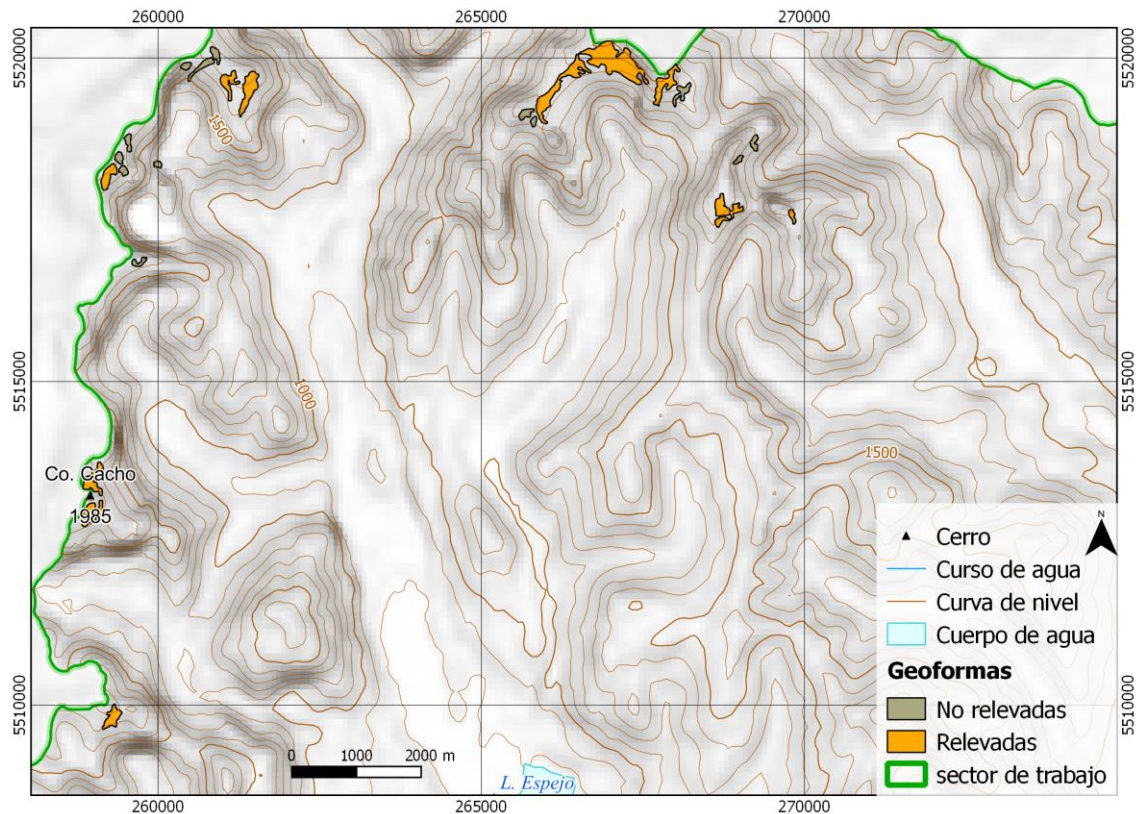 260000 265000 270000
5520000 5520000
1500
5515000 5515000
1000
1500
Co. Cacho
1985
N
Cerro
Curso de agua
Curva de nivel
Cuerpo de agua
Geoformas
No relevadas
Relevadas
sector de trabajo
5510000 5510000
0 1000 2000 m
L. Espejo
260000 265000 270000